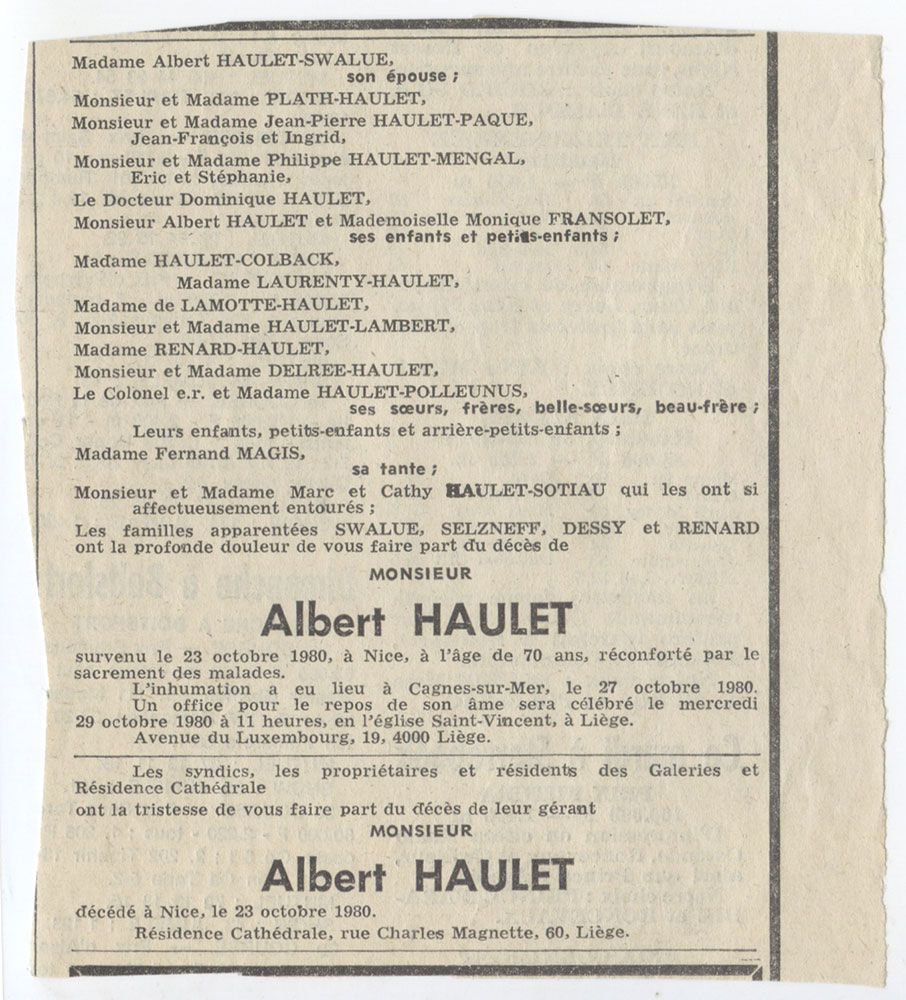 Madame Albert HAULET-SWALUE,
son épouse ;
Monsieur et Madame PLATH-HAULET,
Monsieur et Madame Jean-Pierre HAULET-PAQUE,
Jean-François et Ingrid,
Monsieur et Madame Philippe HAULET-MENGAL,
Eric et Stéphanie,
Le Docteur Dominique HAULET,
Monsieur Albert HAULET et Mademoiselle Monique FRANSOLET,
ses enfants et petits-enfants ;
Madame HAULET-COLBACK,
Madame LAURENTY-HAULET,
Madame de LAMOTTE-HAULET,
Monsieur et Madame HAULET-LAMBERT,
Madame RENARD-HAULET,
Monsieur et Madame DELREE-HAULET,
Le Colonel e.r. et Madame HAULET-POLLEUNUS,
ses sœurs, frères, belle-sœurs, beau-frère ;
Leurs enfants, petits-enfants et arrière-petits-enfants ;
Madame Fernand MAGIS,
sa tante ;
Monsieur et Madame Marc et Cathy HAULET-SOTIAU qui les ont si
affectueusement entourés ;
Les familles apparentées SWALUE, SELZNEFF, DESSY et RENARD
ont la profonde douleur de vous faire part du décès de
MONSIEUR
Albert HAULET
survenu le 23 octobre 1980, à Nice, à l'âge de 70 ans, réconforté par le
sacrement des malades.
L'inhumation a eu lieu à Cagnes-sur-Mer, le 27 octobre 1980.
Un office pour le repos de son âme sera célébré le mercredi
29 octobre 1980 à 11 heures, en l'église Saint-Vincent, à Liège.
Avenue du Luxembourg, 19, 4000 Liège.
Les syndics, les propriétaires et résidents des Galeries et
Résidence Cathédrale
ont la tristesse de vous faire part du décès de leur gérant
MONSIEUR
Albert HAULET
décédé à Nice, le 23 octobre 1980.
Résidence Cathédrale, rue Charles Magnette, 60, Liège.